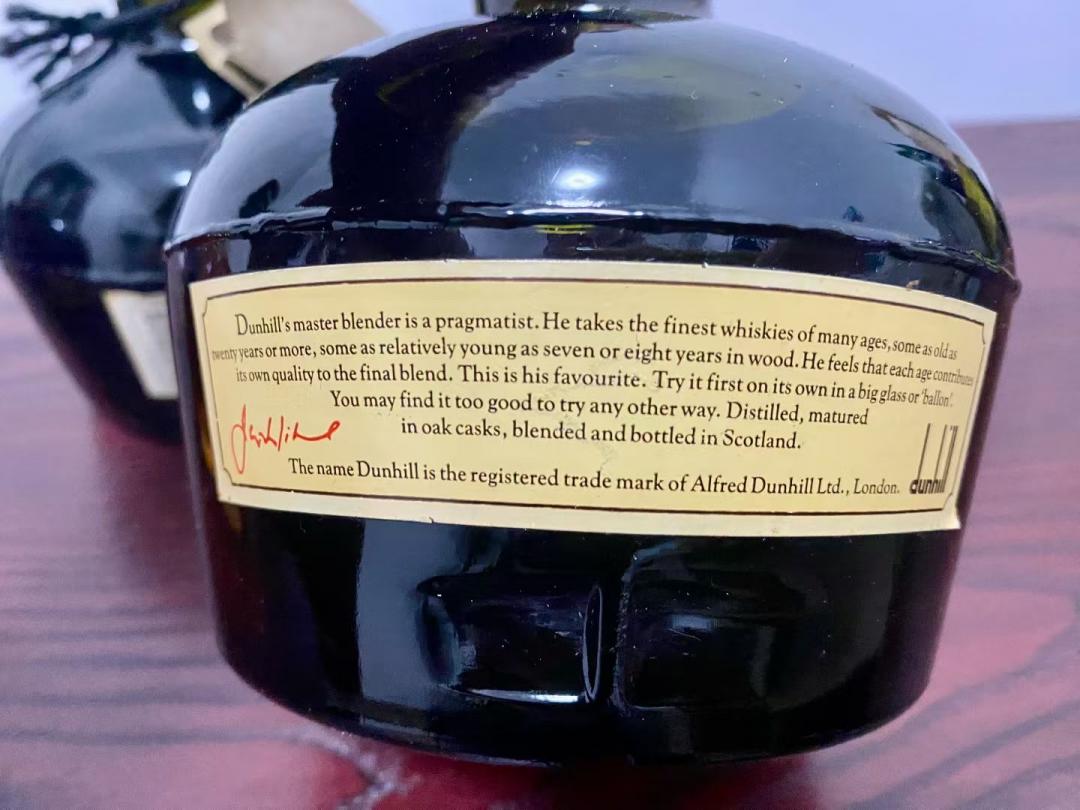 Dunhill's master blender is a pragmatist. He takes the finest whiskies of many ages, some as old as
twenty years or more, some as relatively young as seven or eight years in wood. He feels that each age contributes
its own quality to the final blend. This is his favourite. Try it first on its own in a big glass or 'ballon'.
You may find it too good to try any other way. Distilled, matured
in oak casks, blended and bottled in Scotland.
The name Dunhill is the registered trade mark of Alfred Dunhill Ltd., London.
dunhill